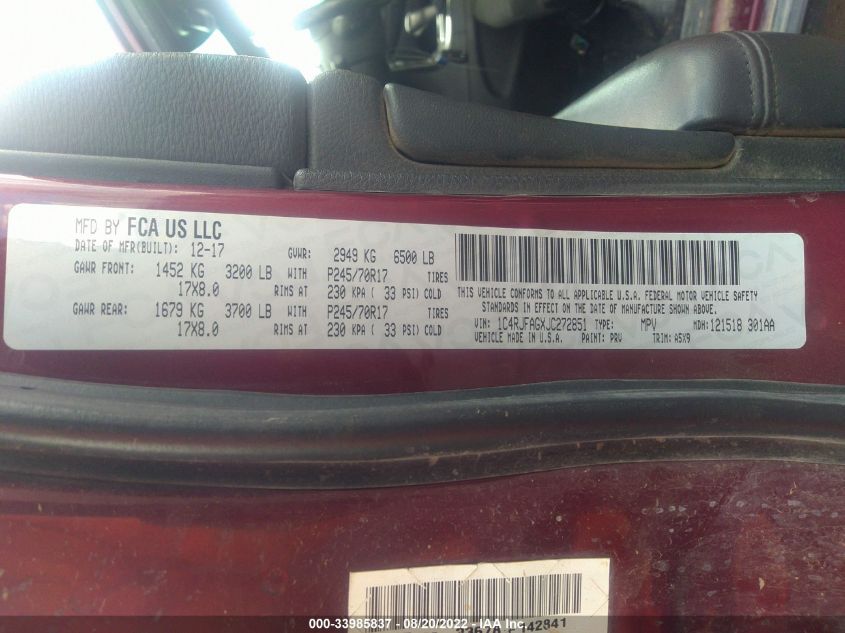 MFD BY FCA US LLC
DATE OF MFR(BUILT): 12-17 GVWR: 2949 KG 6500 LB
GAWR FRONT: 1452 KG 3200 LB WITH P245/70R17 TIRES
17X8.0 RIMS AT 230 KPA ( 33 PSI) COLD
GAWR REAR: 1679 KG 3700 LB WITH P245/70R17 TIRES
17X8.0 RIMS AT 230 KPA ( 33 PSI) COLD
THIS VEHICLE CONFORMS TO ALL APPLICABLE U.S.A. FEDERAL MOTOR VEHICLE SAFETY
STANDARDS IN EFFECT ON THE DATE OF MANUFACTURE SHOWN ABOVE.
VIN: 1C4RJFAGXJC272851 TYPE: MPV MDH: 121518 301AA
VEHICLE MADE IN U.S.A. PAINT: PRV TRIM: A5X9
142841
000-33985837 - 08/20/2022 - IAAI.COM